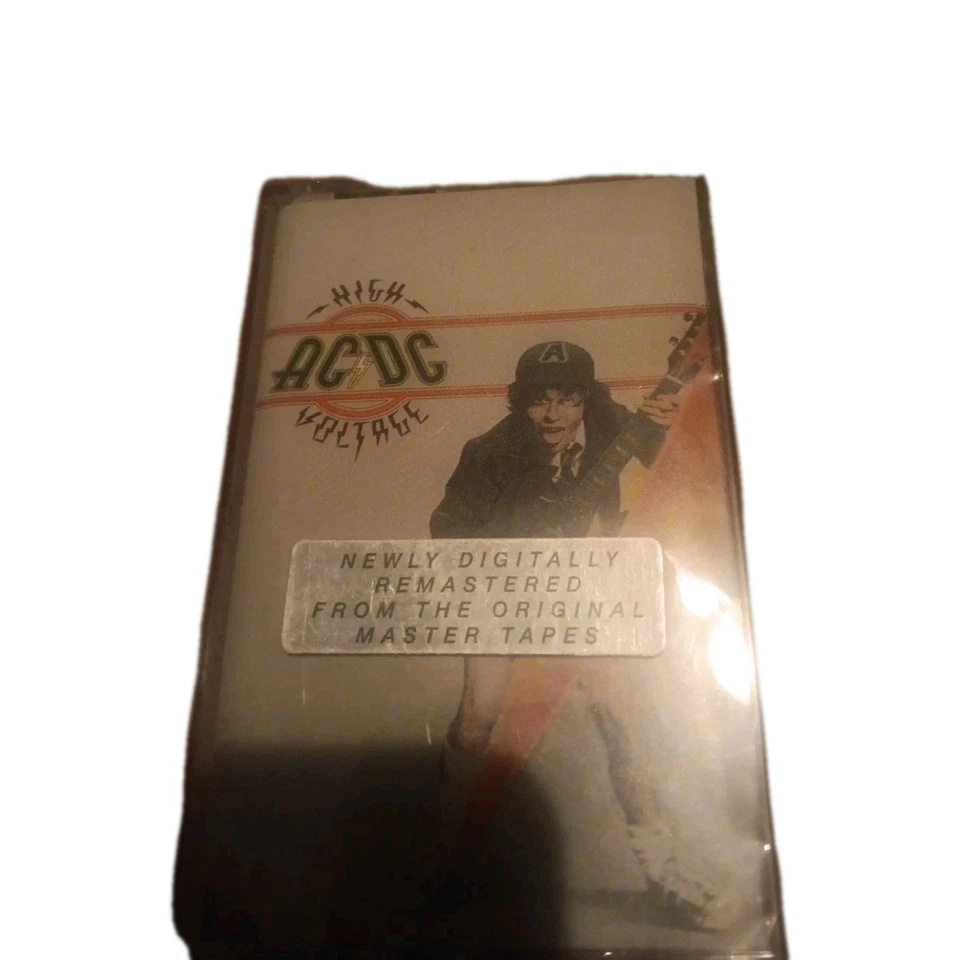 HIGH
AC⚡DC
VOLTAGE
A
NEWLY DIGITALLY
REMASTERED
FROM THE ORIGINAL
MASTER TAPES